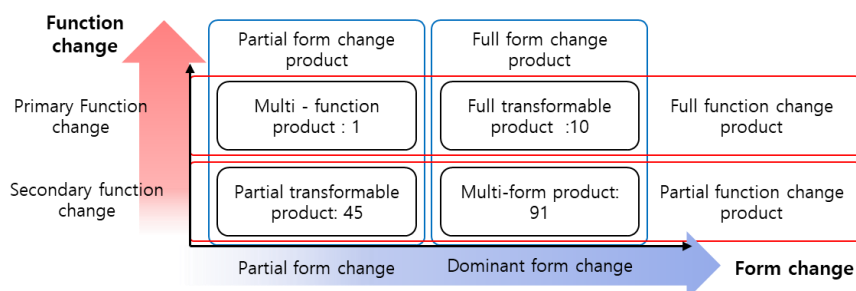 Function
change
Partial form change
product
Full form change
product
Primary Function
change
Multi - function
product : 1
Full transformable
product :10
Full function change
product
Secondary function
change
Partial transformable
product: 45
Multi-form product:
91
Partial function change
product
Partial form change
Dominant form change
Form change